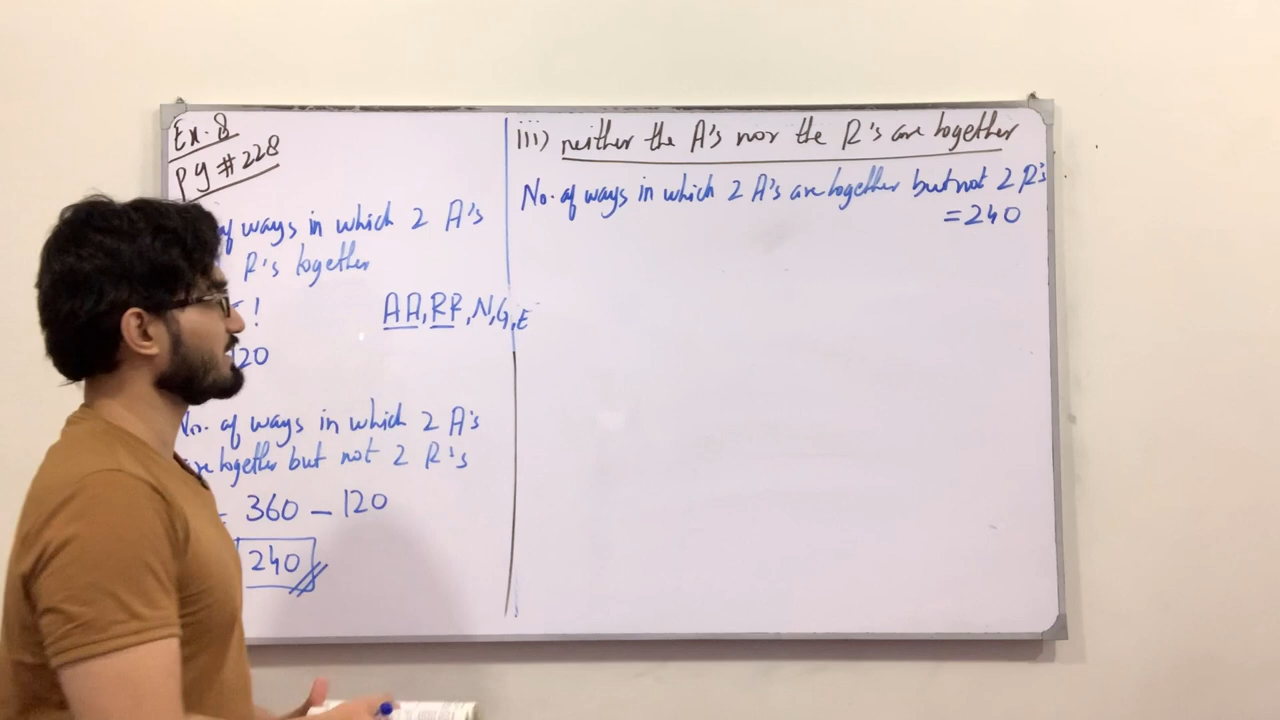 Ex. 8
Pg # 228
of ways in which 2 A's
R's together
!
AA, RR, N, G, E
120
No. of ways in which 2 A's
are together but not 2 R's
= 360 – 120
240
iii) neither the A's nor the R's are together
No. of ways in which 2 A's are together but not 2 R's
= 240